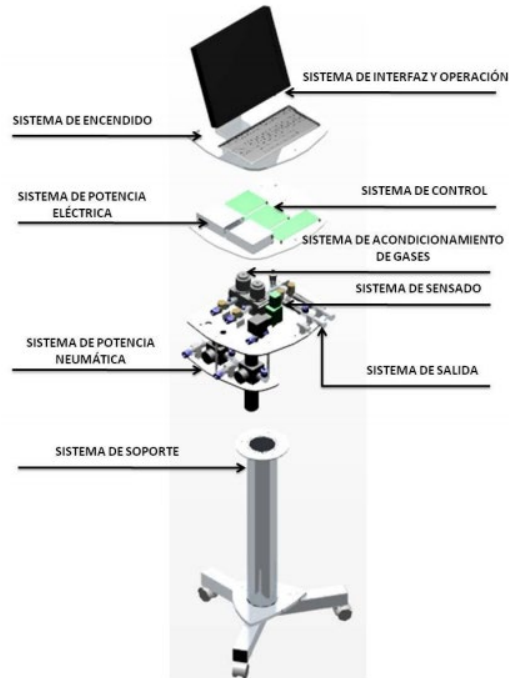 SISTEMA DE INTERFAZ Y OPERACIÓN
SISTEMA DE ENCENDIDO
SISTEMA DE CONTROL
SISTEMA DE POTENCIA
ELÉCTRICA
SISTEMA DE ACONDICIONAMIENTO
DE GASES
SISTEMA DE SENSADO
SISTEMA DE POTENCIA
NEUMÁTICA
SISTEMA DE SALIDA
SISTEMA DE SOPORTE